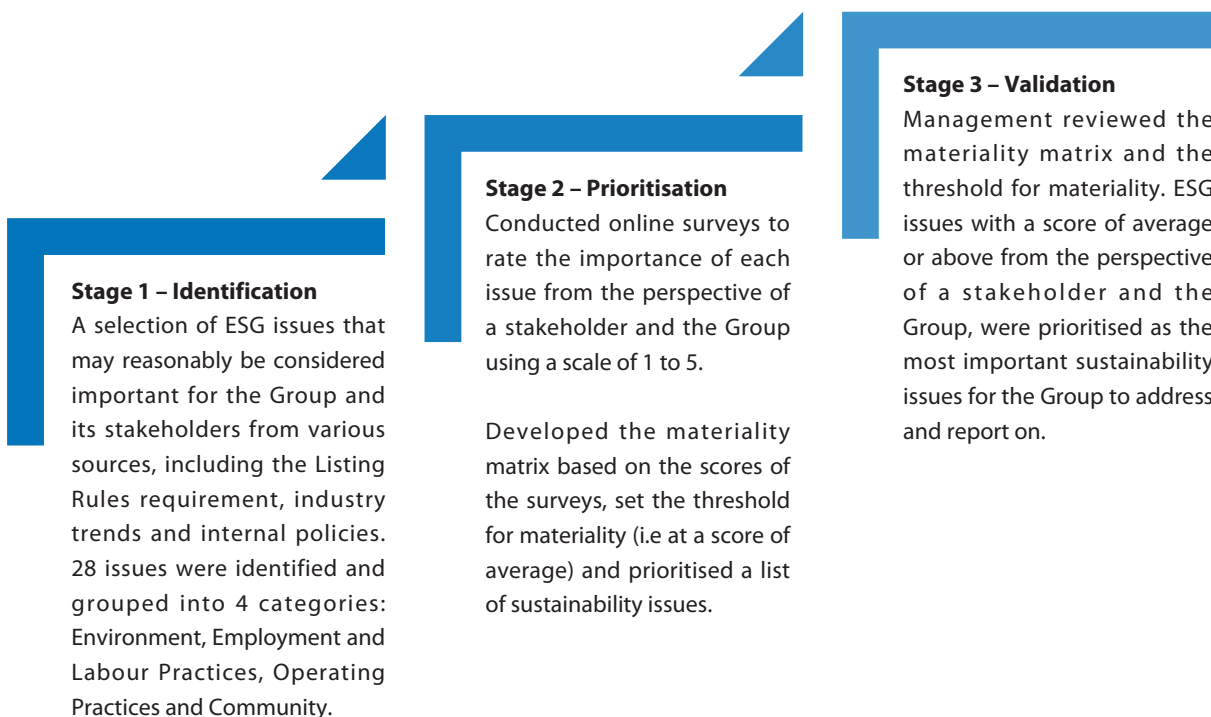 Stage 1 – Identification
A selection of ESG issues that
may reasonably be considered
important for the Group and
its stakeholders from various
sources, including the Listing
Rules requirement, industry
trends and internal policies.
28 issues were identified and
grouped into 4 categories:
Environment, Employment and
Labour Practices, Operating
Practices and Community.
Stage 2 – Prioritisation
Conducted online surveys to
rate the importance of each
issue from the perspective of
a stakeholder and the Group
using a scale of 1 to 5.
Developed the materiality
matrix based on the scores of
the surveys, set the threshold
for materiality (i.e at a score of
average) and prioritised a list
of sustainability issues.
Stage 3 – Validation
Management reviewed the
materiality matrix and the
threshold for materiality. ESG
issues with a score of average
or above from the perspective
of a stakeholder and the
Group, were prioritised as the
most important sustainability
issues for the Group to address
and report on.